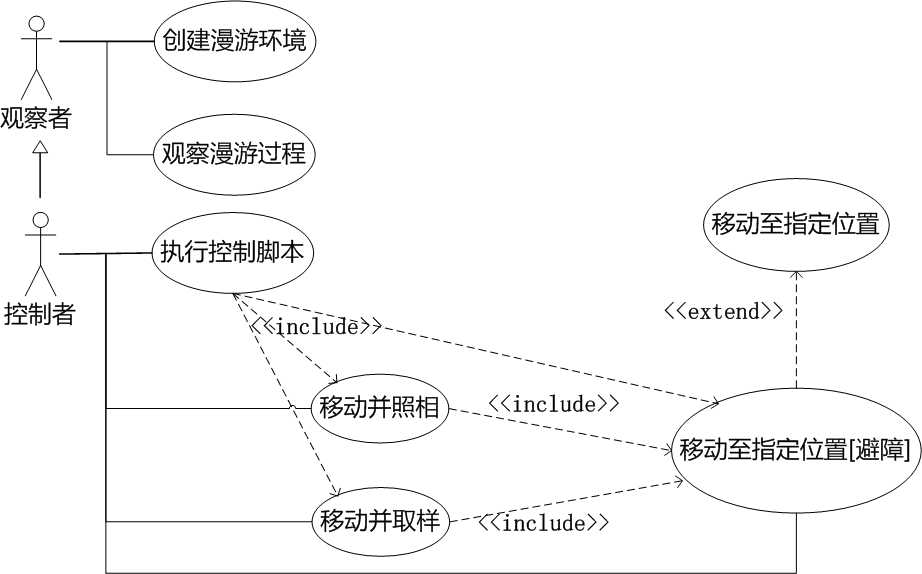 创建漫游环境
观察者
观察漫游过程
移动至指定位置
执行控制脚本
控制者
<<extend>>
<<include>>
移动并照相
<<include>>
移动至指定位置[避障]
移动并取样
<<include>>